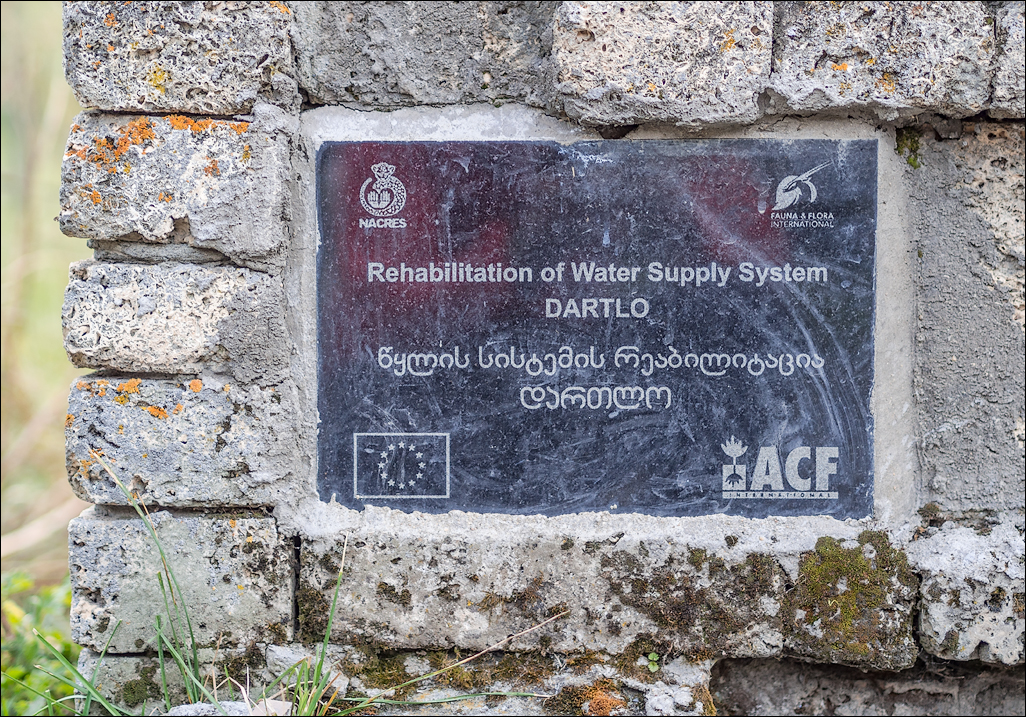 NACRES
FAUNA & FLORA
INTERNATIONAL
Rehabilitation of Water Supply System
DARTLO
წყლის სისტემის რეაბილიტაცია
დართლო
ACF
INTERNATIONAL